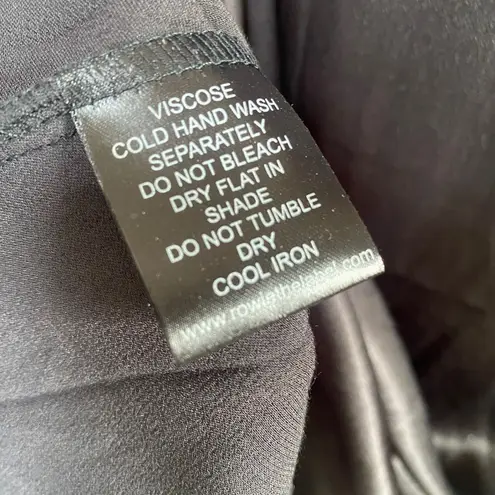 VISCOSE
COLD HAND WASH
SEPARATELY
DO NOT BLEACH
DRY FLAT IN
SHADE
DO NOT TUMBLE
DRY
COOL IRON
www.rowiethelabel.com